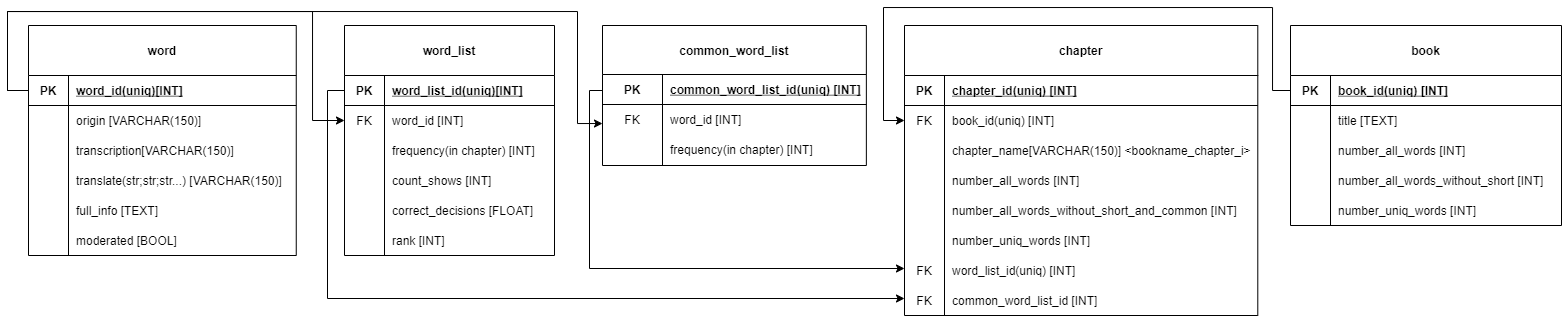 word
PK word_id(uniq)[INT]
origin [VARCHAR(150)]
transcription[VARCHAR(150)]
translate(str;str;str...) [VARCHAR(150)]
full_info [TEXT]
moderated [BOOL]
word_list
PK word_list_id(uniq)[INT]
FK word_id [INT]
frequency(in chapter) [INT]
count_shows [INT]
correct_decisions [FLOAT]
rank [INT]
common_word_list
PK common_word_list_id(uniq) [INT]
FK word_id [INT]
frequency(in chapter) [INT]
chapter
PK chapter_id(uniq) [INT]
FK book_id(uniq) [INT]
chapter_name[VARCHAR(150)] <bookname_chapter_i>
number_all_words [INT]
number_all_words_without_short_and_common [INT]
number_uniq_words [INT]
FK word_list_id(uniq) [INT]
FK common_word_list_id [INT]
book
PK book_id(uniq) [INT]
title [TEXT]
number_all_words [INT]
number_all_words_without_short [INT]
number_uniq_words [INT]